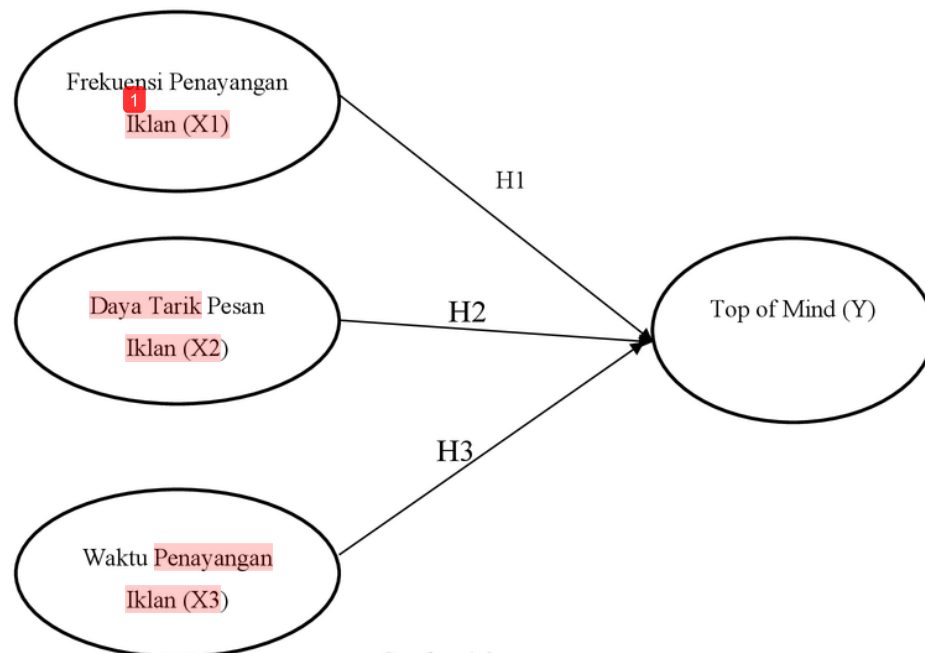 Frekuensi Penayangan
1
Iklan (X1)
H1
Daya Tarik Pesan
Iklan (X2)
H2
Top of Mind (Y)
H3
Waktu Penayangan
Iklan (X3)